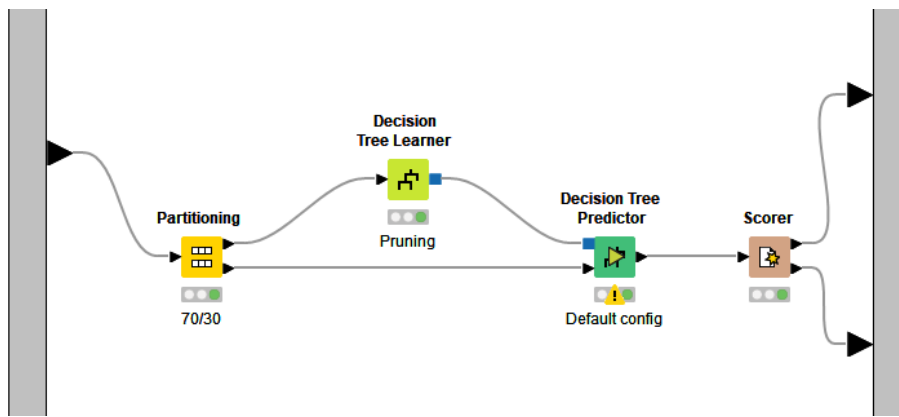 Decision
Tree Learner
Pruning
Partitioning
70/30
Decision Tree
Predictor
Default config
Scorer